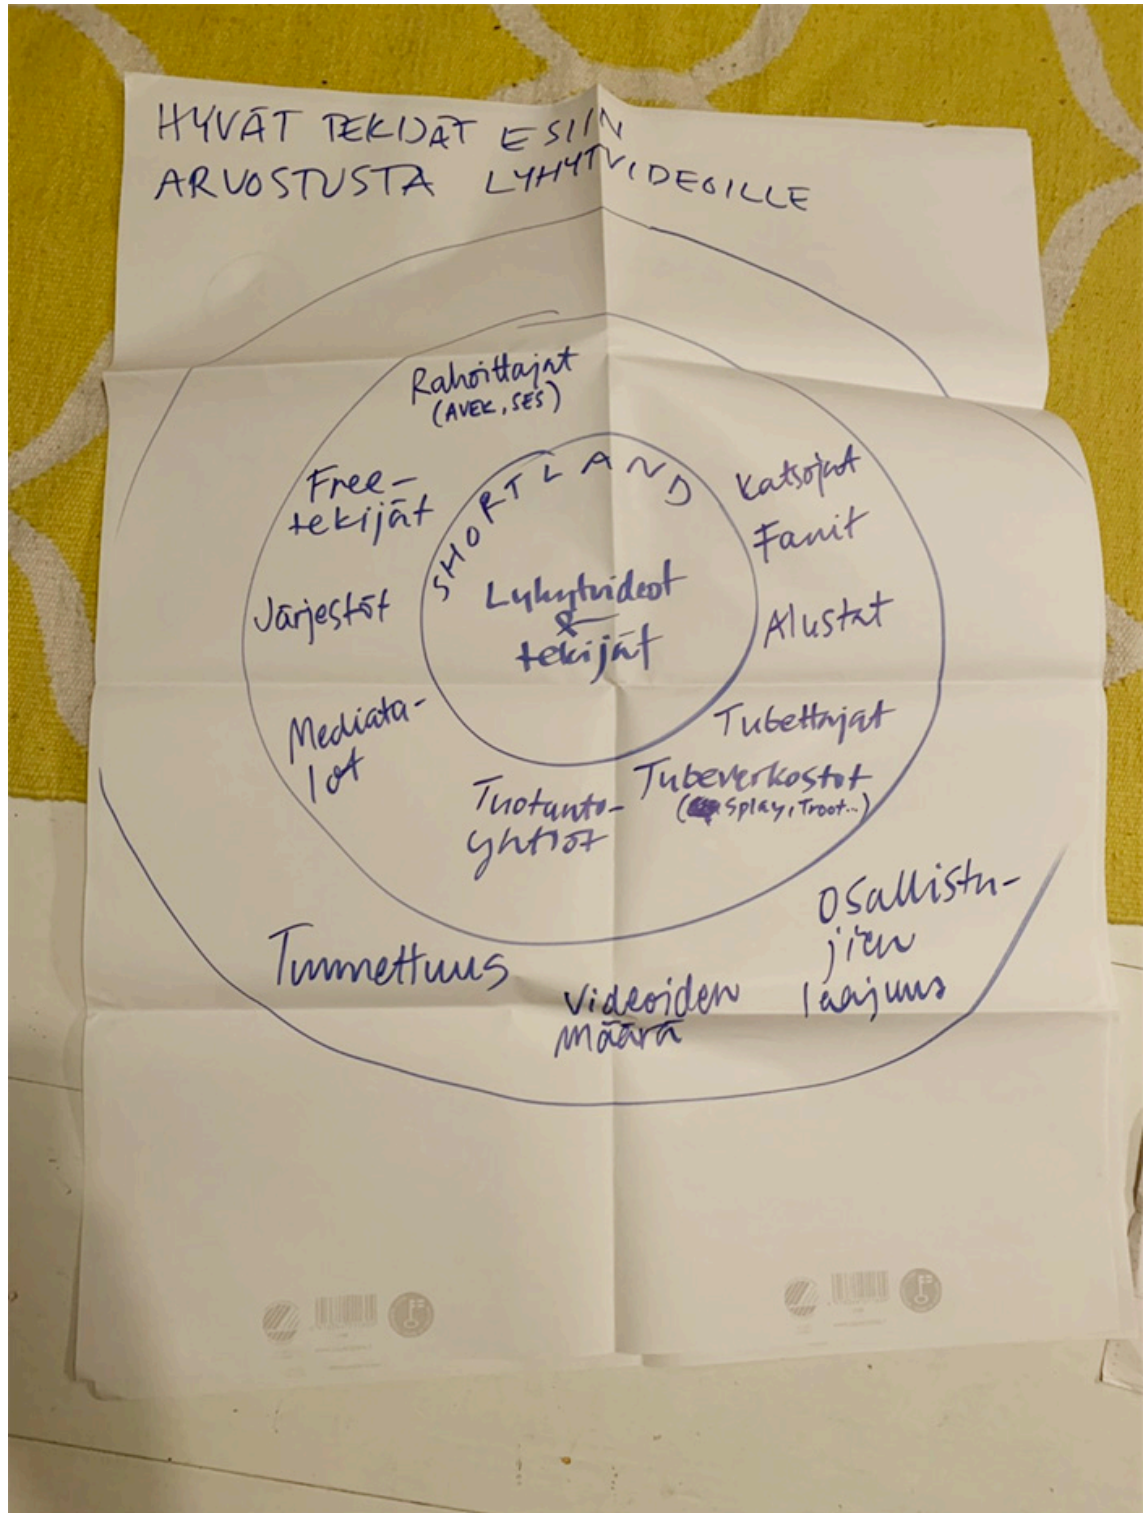 HYVÄT TEKIJÄT ESIIN
ARVOSTUSTA LYHYTVIDEOILLE
Rahoittajat
(AVEK, SES)
Free-
tekijät
Järjestöt
Mediata-
lot
SHORTLAND
Lyhytvideot
&
tekijät
Katsojat
Fanit
Alustat
Tubettajat
Tubeverkostot
(Splay, Troot...)
Tuotanto-
yhtiöt
Tunnettuus
Videoiden
määrä
Osallistu-
jien
laajuus